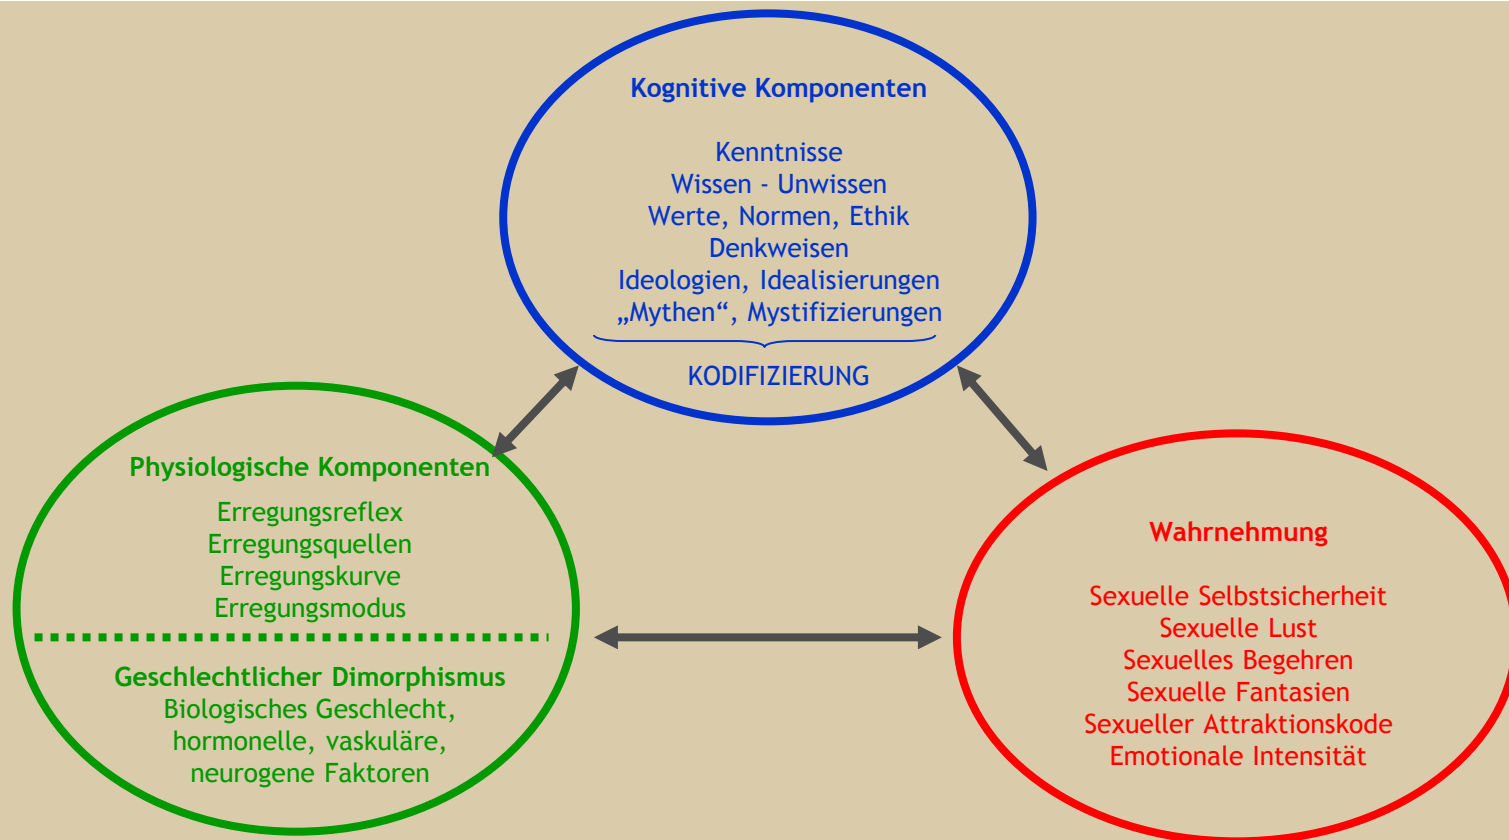 Kognitive Komponenten
Kenntnisse
Wissen - Unwissen
Werte, Normen, Ethik
Denkweisen
Ideologien, Idealisierungen
„Mythen“, Mystifizierungen
KODIFIZIERUNG
Physiologische Komponenten
Erregungsreflex
Erregungsquellen
Erregungskurve
Erregungsmodus
Geschlechtlicher Dimorphismus
Biologisches Geschlecht,
hormonelle, vaskuläre,
neurogene Faktoren
Wahrnehmung
Sexuelle Selbstsicherheit
Sexuelle Lust
Sexuelles Begehren
Sexuelle Fantasien
Sexueller Attraktionskode
Emotionale Intensität